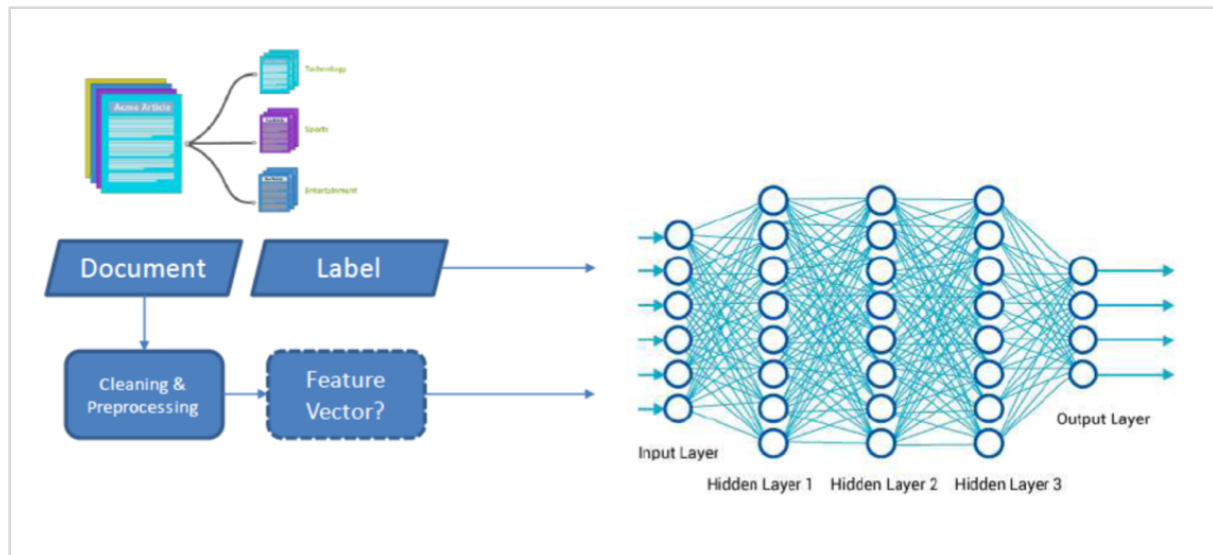 Technology
Acme Article
Sports
Entertainment
Document
Label
Cleaning &
Preprocessing
Feature
Vector?
Input Layer
Hidden Layer 1
Hidden Layer 2
Hidden Layer 3
Output Layer